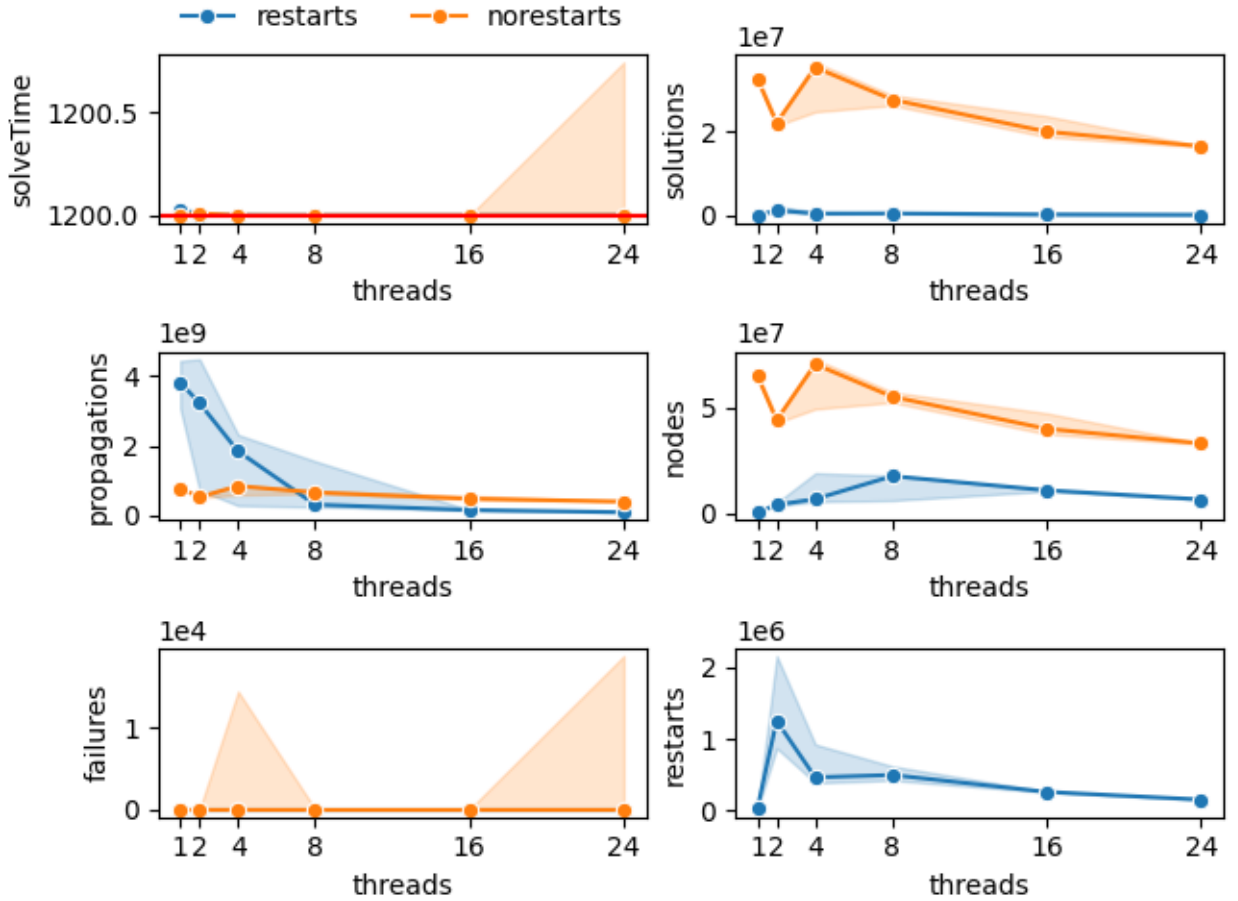 restarts norestarts
solveTime
1200.5
1200.0
1 2 4 8 16 24
threads
1e7
solutions
2
0
1 2 4 8 16 24
threads
1e9
propagations
4
2
0
1 2 4 8 16 24
threads
1e7
nodes
5
0
1 2 4 8 16 24
threads
1e4
failures
1
0
1 2 4 8 16 24
threads
1e6
restarts
2
1
0
1 2 4 8 16 24
threads